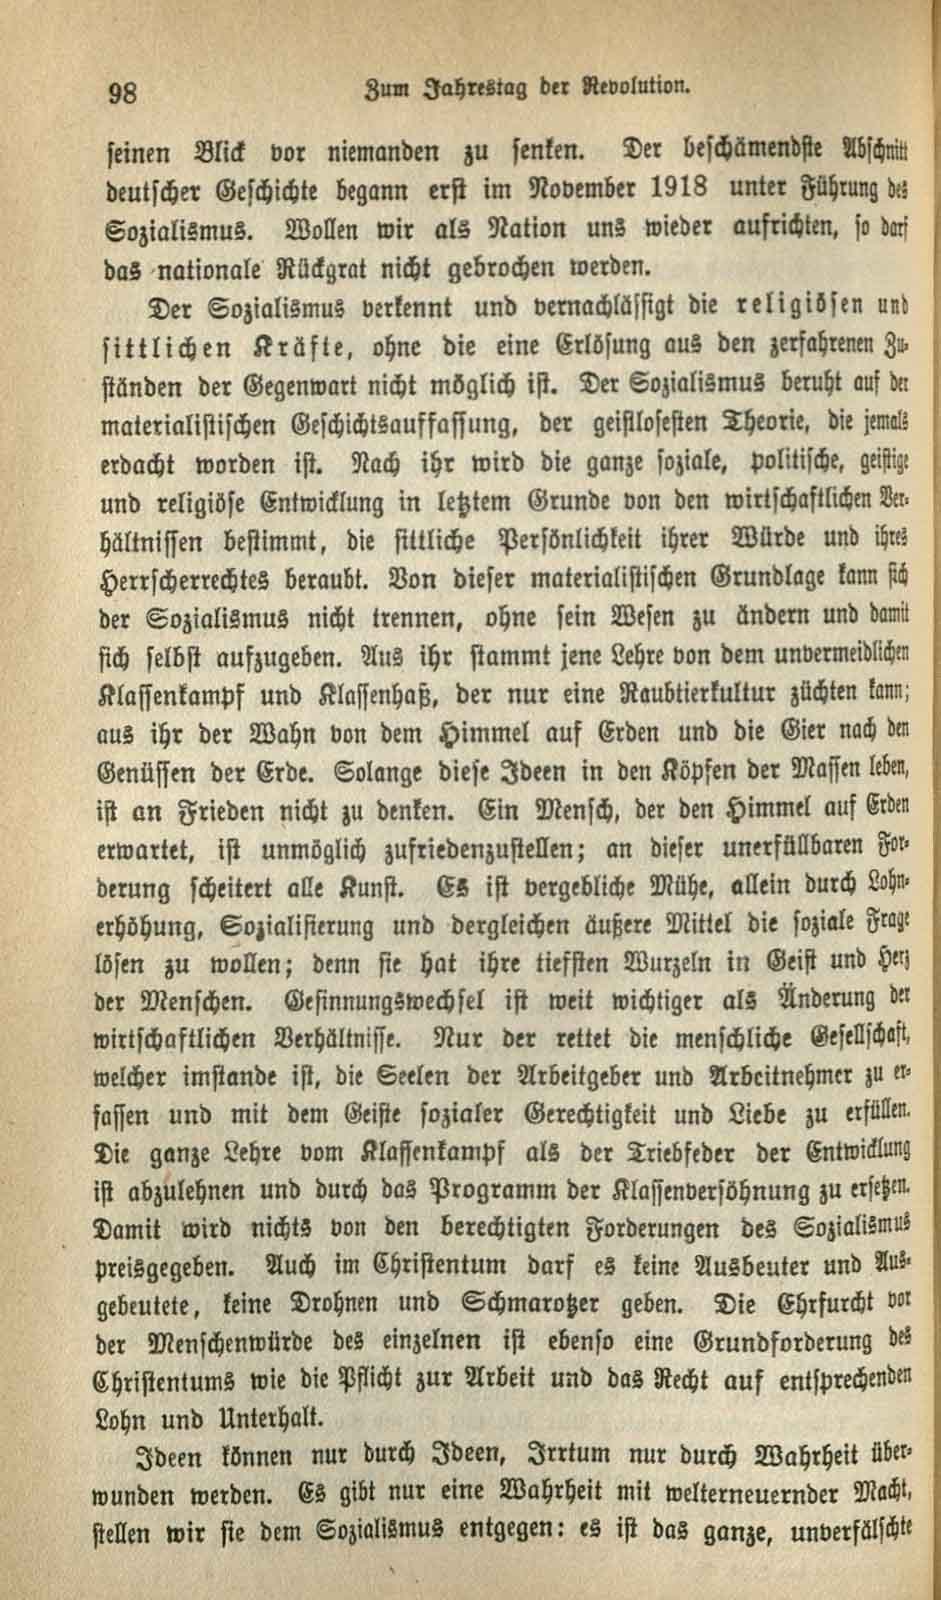 98 Zum Jahrestag der Revolution.
seinen Blick vor niemanden zu senken. Der beschämendste Abschnitt
deutscher Geschichte begann erst im November 1918 unter Führung des
Sozialismus. Wollen wir als Nation uns wieder aufrichten, so darf
das nationale Rückgrat nicht gebrochen werden.
Der Sozialismus verkennt und vernachlässigt die religiösen und
sittlichen Kräfte, ohne die eine Erlösung aus den zerfahrenen Zu-
ständen der Gegenwart nicht möglich ist. Der Sozialismus beruht auf der
materialistischen Geschichtsauffassung, der geistlosesten Theorie, die jemals
erdacht worden ist. Nach ihr wird die ganze soziale, politische, geistige
und religiöse Entwicklung in letztem Grunde von den wirtschaftlichen Ver-
hältnissen bestimmt, die sittliche Persönlichkeit ihrer Würde und ihres
Herrscherrechtes beraubt. Von dieser materialistischen Grundlage kann sich
der Sozialismus nicht trennen, ohne sein Wesen zu ändern und damit
sich selbst aufzugeben. Aus ihr stammt jene Lehre von dem unvermeidlichen
Klassenkampf und Klassenhaß, der nur eine Raubtierkultur züchten kann;
aus ihr der Wahn von dem Himmel auf Erden und die Gier nach den
Genüssen der Erde. Solange diese Ideen in den Köpfen der Massen leben,
ist an Frieden nicht zu denken. Ein Mensch, der den Himmel auf Erden
erwartet, ist unmöglich zufriedenzustellen; an dieser unerfüllbaren For-
derung scheitert alle Kunst. Es ist vergebliche Mühe, allein durch Lohn-
erhöhung, Sozialisierung und dergleichen äußere Mittel die soziale Frage
lösen zu wollen; denn sie hat ihre tiefsten Wurzeln in Geist und Herz
der Menschen. Gesinnungswechsel ist weit wichtiger als Änderung der
wirtschaftlichen Verhältnisse. Nur der rettet die menschliche Gesellschaft,
welcher imstande ist, die Seelen der Arbeitgeber und Arbeitnehmer zu er-
fassen und mit dem Geiste sozialer Gerechtigkeit und Liebe zu erfüllen.
Die ganze Lehre vom Klassenkampf als der Triebfeder der Entwicklung
ist abzulehnen und durch das Programm der Klassenversöhnung zu ersetzen.
Damit wird nichts von den berechtigten Forderungen des Sozialismus
preisgegeben. Auch im Christentum darf es keine Ausbeuter und Aus-
gebeutete, keine Drohnen und Schmarotzer geben. Die Ehrfurcht vor
der Menschenwürde des einzelnen ist ebenso eine Grundforderung des
Christentums wie die Pflicht zur Arbeit und das Recht auf entsprechenden
Lohn und Unterhalt.
Ideen können nur durch Ideen, Irrtum nur durch Wahrheit über-
wunden werden. Es gibt nur eine Wahrheit mit welterneuernder Macht,
stellen wir sie dem Sozialismus entgegen: es ist das ganze, unverfälschte